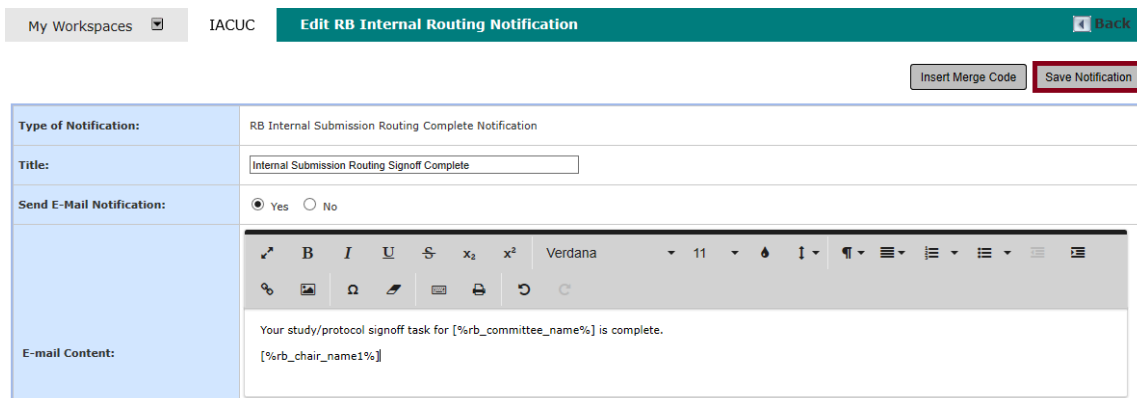 My Workspaces IACUC Edit RB Internal Routing Notification Back
Insert Merge Code Save Notification
Type of Notification: RB Internal Submission Routing Complete Notification
Title: Internal Submission Routing Signoff Complete
Send E-Mail Notification: Yes No
B I U S x₂ x² Verdana 11
Ω
Your study/protocol signoff task for [%rb_committee_name%] is complete.
E-mail Content:
[%rb_chair_name1%]